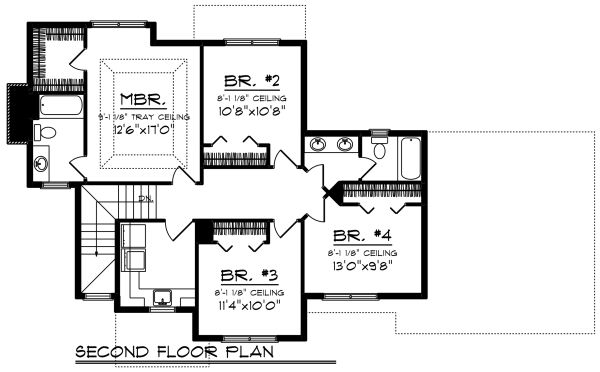 MBR.
9'-1 1/8" TRAY CEILING
12'6"x17'0"
BR. #2
8'-1 1/8" CEILING
10'8"x10'8"
DN.
BR. #4
8'-1 1/8" CEILING
13'0"x9'8"
BR. #3
8'-1 1/8" CEILING
11'4"x10'0"
SECOND FLOOR PLAN